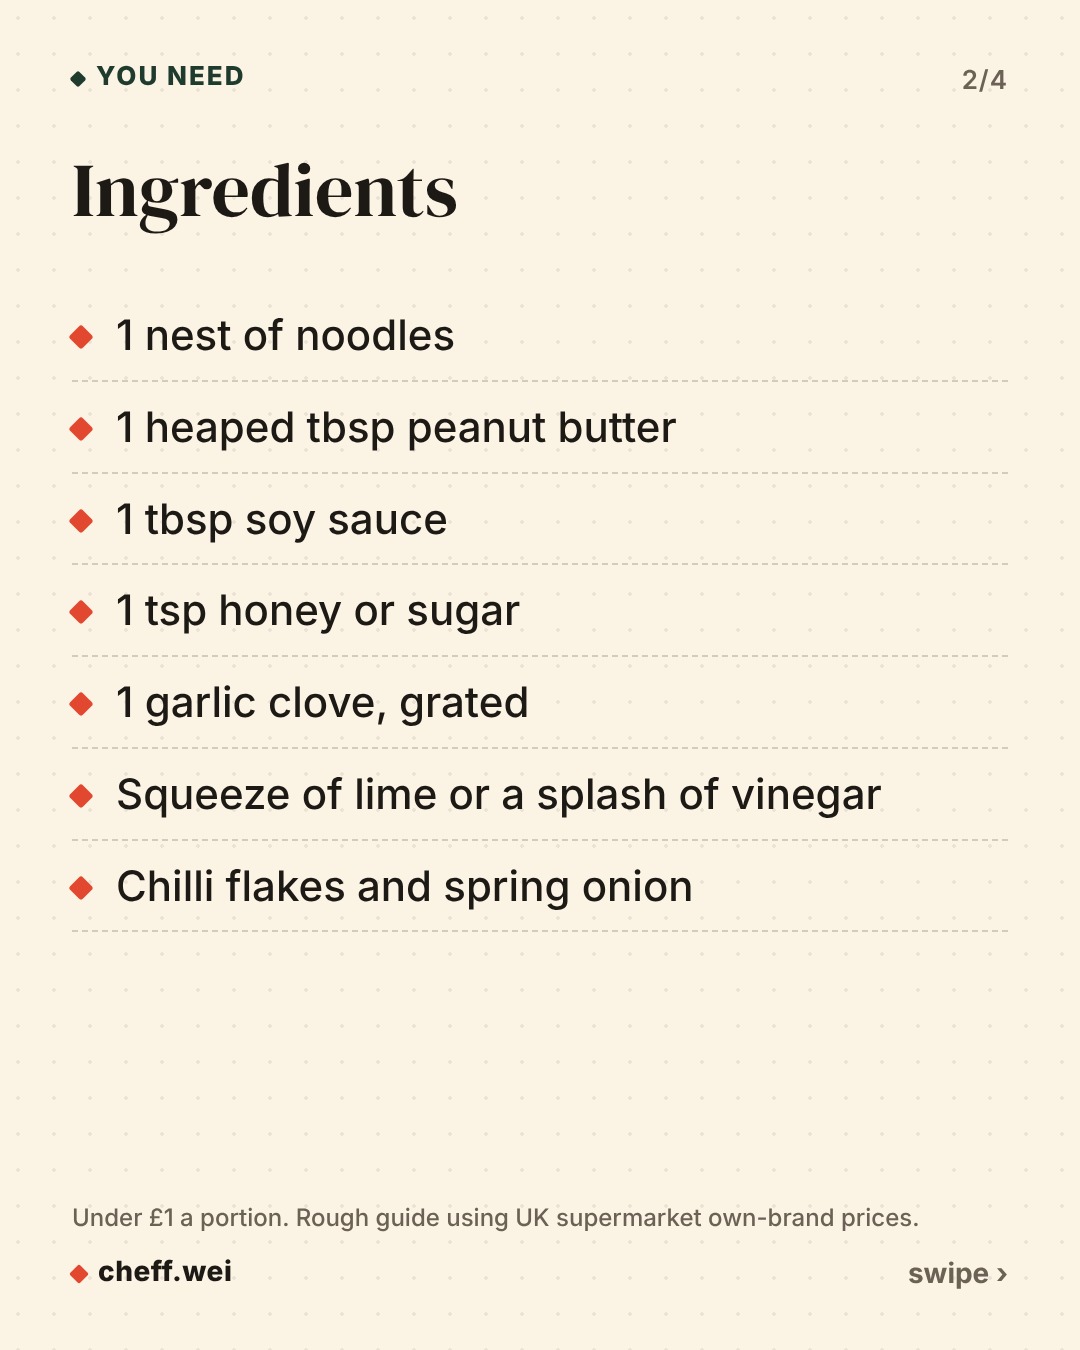 YOU NEED
2/4
Ingredients
1 nest of noodles
1 heaped tbsp peanut butter
1 tbsp soy sauce
1 tsp honey or sugar
1 garlic clove, grated
Squeeze of lime or a splash of vinegar
Chilli flakes and spring onion
Under £1 a portion. Rough guide using UK supermarket own-brand prices.
cheff.wei
swipe ›